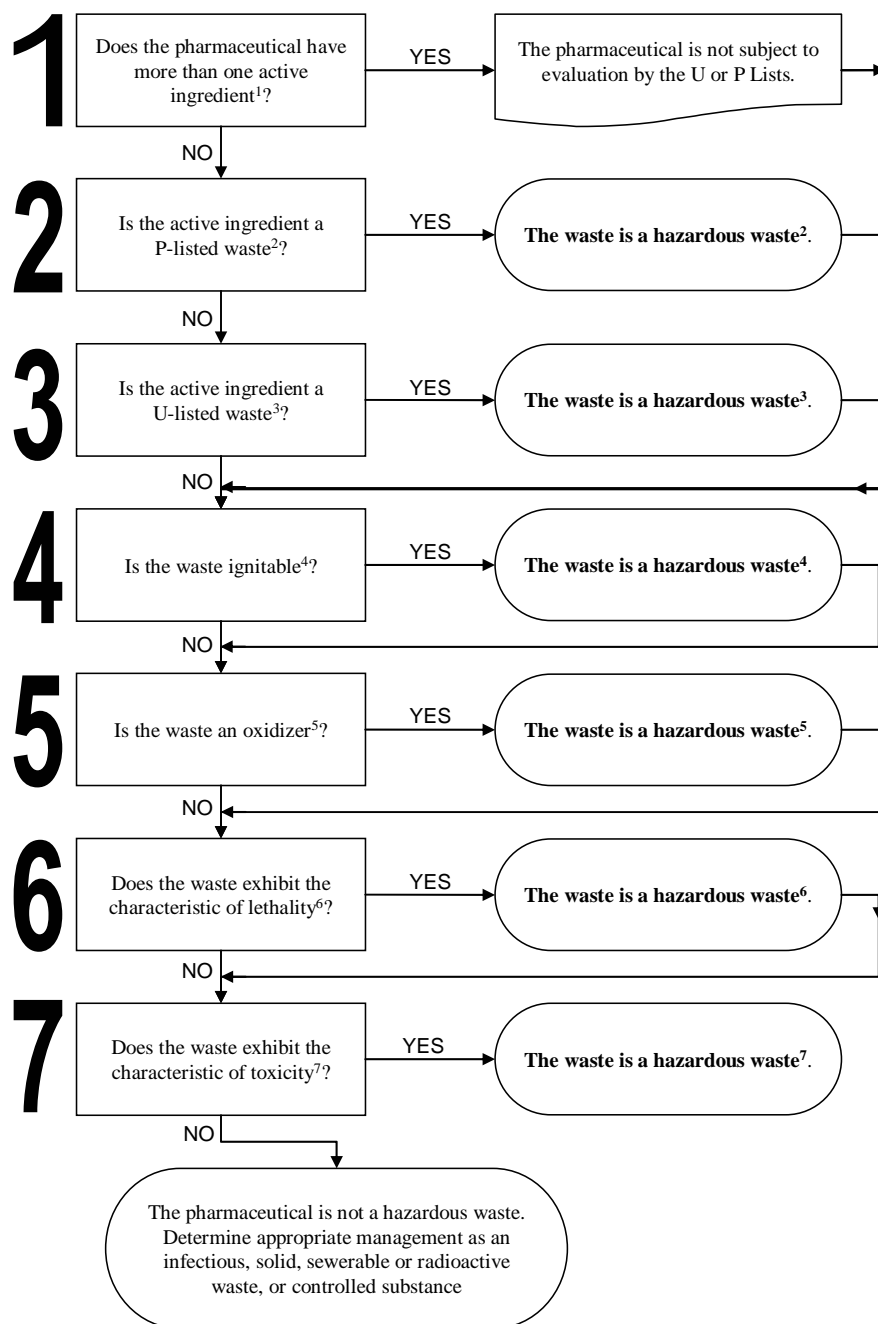 1
Does the pharmaceutical have
more than one active
ingredient¹?
YES
The pharmaceutical is not subject to
evaluation by the U or P Lists.
NO
2
Is the active ingredient a
P-listed waste²?
YES
The waste is a hazardous waste².
NO
3
Is the active ingredient a
U-listed waste³?
YES
The waste is a hazardous waste³.
NO
4
Is the waste ignitable⁴?
YES
The waste is a hazardous waste⁴.
NO
5
Is the waste an oxidizer⁵?
YES
The waste is a hazardous waste⁵.
NO
6
Does the waste exhibit the
characteristic of lethality⁶?
YES
The waste is a hazardous waste⁶.
NO
7
Does the waste exhibit the
characteristic of toxicity⁷?
YES
The waste is a hazardous waste⁷.
NO
The pharmaceutical is not a hazardous waste.
Determine appropriate management as an
infectious, solid, sewerable or radioactive
waste, or controlled substance